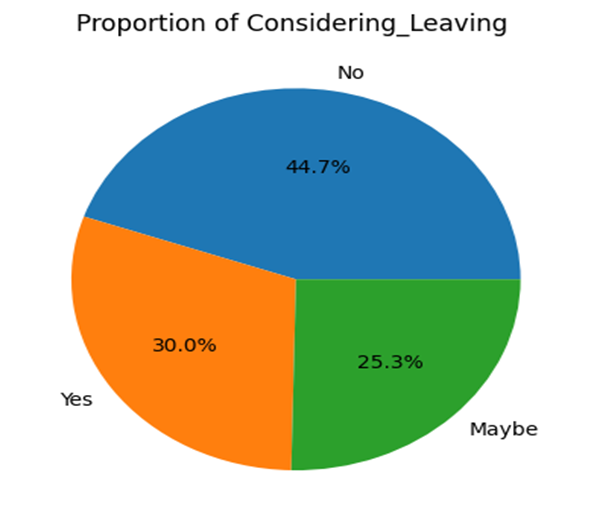 Proportion of Considering_Leaving
No
44.7%
30.0%
25.3%
Yes
Maybe